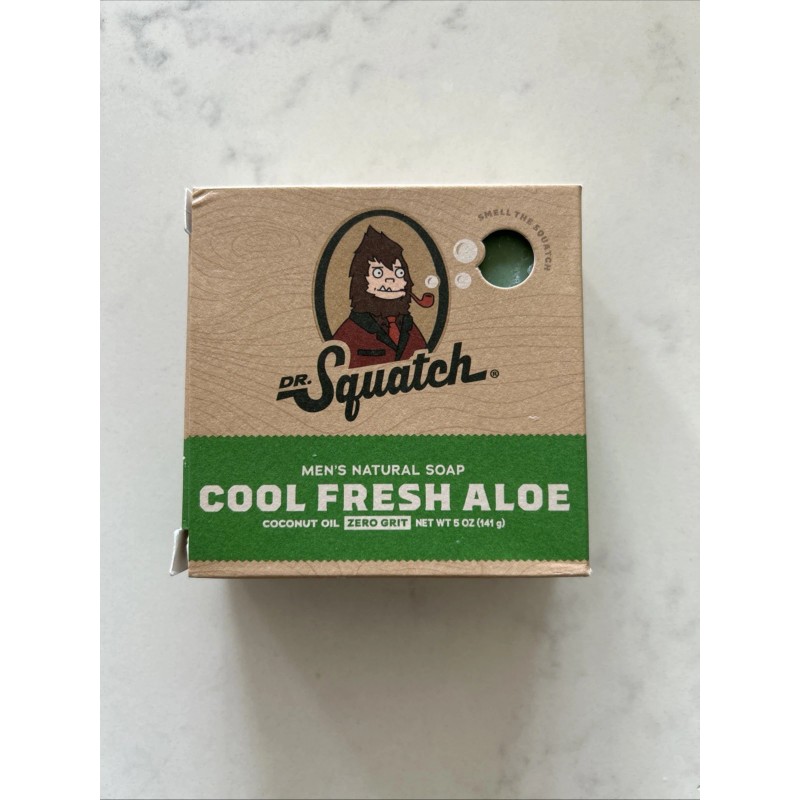 SMELL THE SQUATCH
DR. Squatch®
MEN'S NATURAL SOAP
COOL FRESH ALOE
COCONUT OIL ZERO GRIT NET WT 5 OZ (141 g)